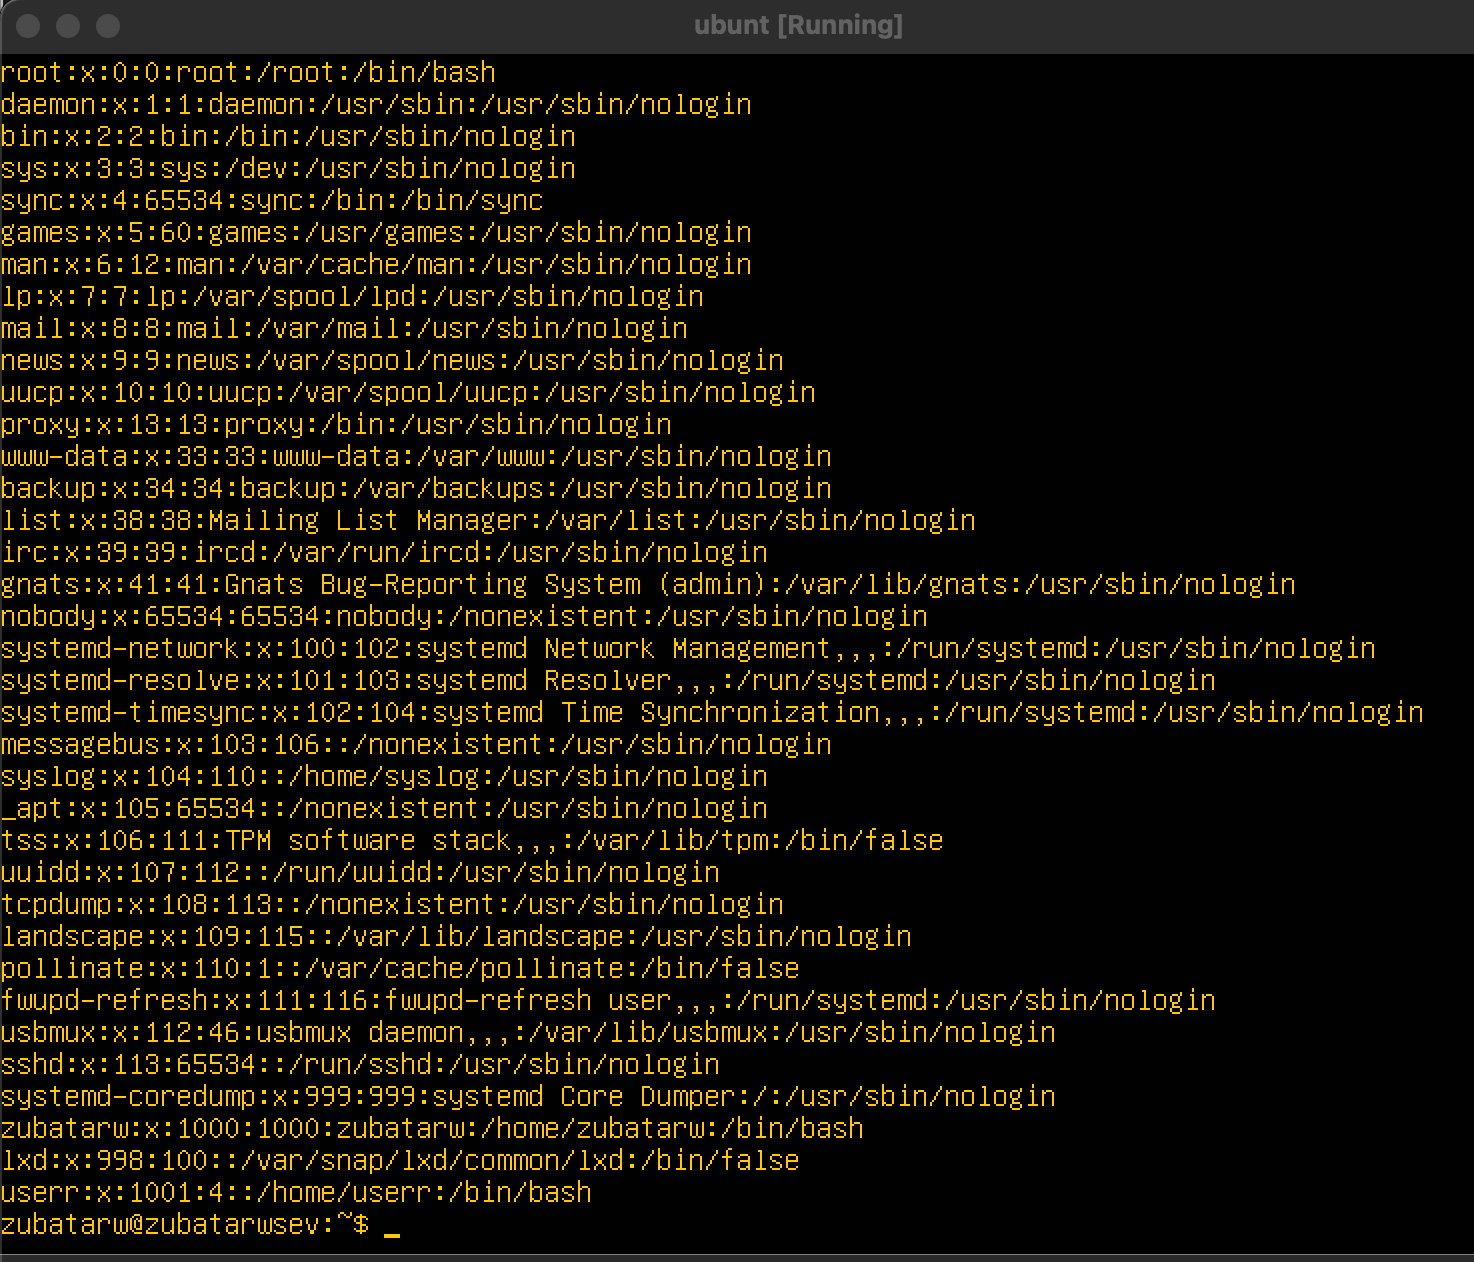 ubunt [Running]
root:x:0:0:root:/root:/bin/bash
daemon:x:1:1:daemon:/usr/sbin:/usr/sbin/nologin
bin:x:2:2:bin:/bin:/usr/sbin/nologin
sys:x:3:3:sys:/dev:/usr/sbin/nologin
sync:x:4:65534:sync:/bin:/bin/sync
games:x:5:60:games:/usr/games:/usr/sbin/nologin
man:x:6:12:man:/var/cache/man:/usr/sbin/nologin
lp:x:7:7:lp:/var/spool/lpd:/usr/sbin/nologin
mail:x:8:8:mail:/var/mail:/usr/sbin/nologin
news:x:9:9:news:/var/spool/news:/usr/sbin/nologin
uucp:x:10:10:uucp:/var/spool/uucp:/usr/sbin/nologin
proxy:x:13:13:proxy:/bin:/usr/sbin/nologin
www-data:x:33:33:www-data:/var/www:/usr/sbin/nologin
backup:x:34:34:backup:/var/backups:/usr/sbin/nologin
list:x:38:38:Mailing List Manager:/var/list:/usr/sbin/nologin
irc:x:39:39:ircd:/var/run/ircd:/usr/sbin/nologin
gnats:x:41:41:Gnats Bug-Reporting System (admin):/var/lib/gnats:/usr/sbin/nologin
nobody:x:65534:65534:nobody:/nonexistent:/usr/sbin/nologin
systemd-network:x:100:102:systemd Network Management,,,:/run/systemd:/usr/sbin/nologin
systemd-resolve:x:101:103:systemd Resolver,,,:/run/systemd:/usr/sbin/nologin
systemd-timesync:x:102:104:systemd Time Synchronization,,,:/run/systemd:/usr/sbin/nologin
messagebus:x:103:106::/nonexistent:/usr/sbin/nologin
syslog:x:104:110::/home/syslog:/usr/sbin/nologin
_apt:x:105:65534::/nonexistent:/usr/sbin/nologin
tss:x:106:111:TPM software stack,,,:/var/lib/tpm:/bin/false
uuidd:x:107:112::/run/uuidd:/usr/sbin/nologin
tcpdump:x:108:113::/nonexistent:/usr/sbin/nologin
landscape:x:109:115::/var/lib/landscape:/usr/sbin/nologin
pollinate:x:110:1::/var/cache/pollinate:/bin/false
fwupd-refresh:x:111:116:fwupd-refresh user,,,:/run/systemd:/usr/sbin/nologin
usbmux:x:112:46:usbmux daemon,,,:/var/lib/usbmux:/usr/sbin/nologin
sshd:x:113:65534::/run/sshd:/usr/sbin/nologin
systemd-coredump:x:999:999:systemd Core Dumper:/:/usr/sbin/nologin
zubatarw:x:1000:1000:zubatarw:/home/zubatarw:/bin/bash
lxd:x:998:100::/var/snap/lxd/common/lxd:/bin/false
userr:x:1001:4::/home/userr:/bin/bash
zubatarw@zubatarwsev:~$ _